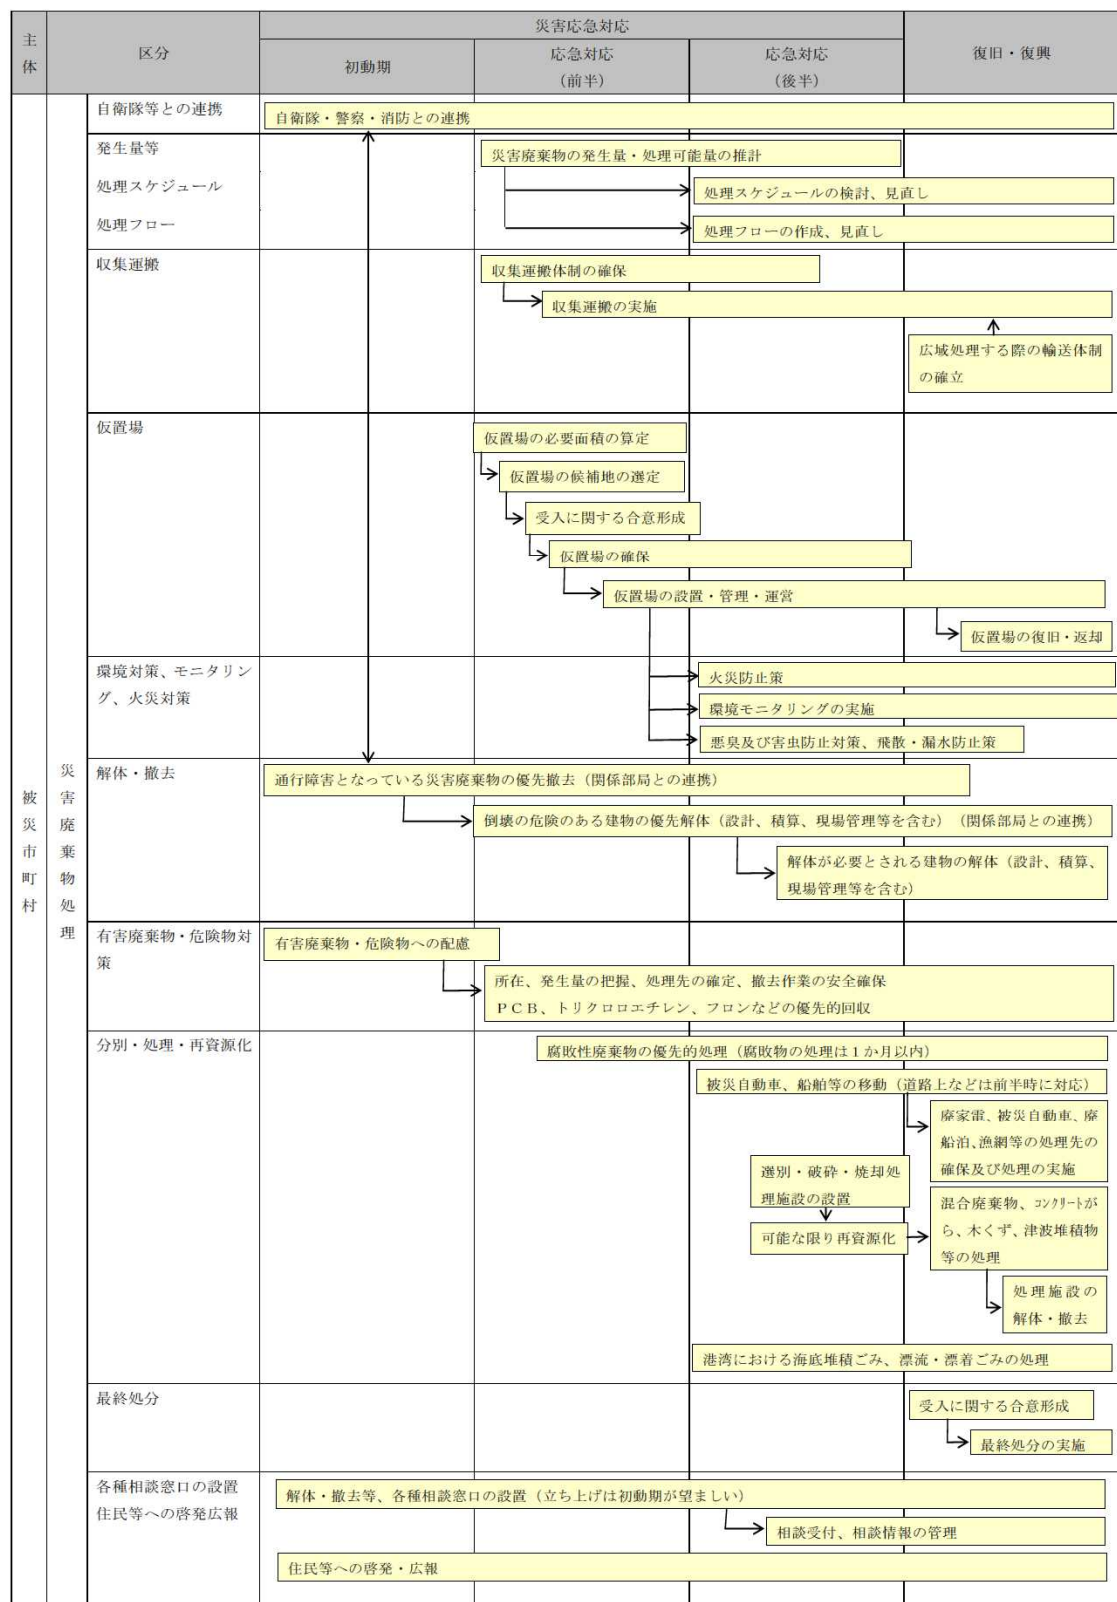 主
体
区分
災害応急対応
初動期
応急対応
(前半)
応急対応
(後半)
復旧・復興
被
災
市
町
村
災
害
廃
棄
物
処
理
自衛隊等との連携
自衛隊・警察・消防との連携
発生量等
処理スケジュール
処理フロー
災害廃棄物の発生量・処理可能量の推計
処理スケジュールの検討、見直し
処理フローの作成、見直し
収集運搬
収集運搬体制の確保
収集運搬の実施
広域処理する際の輸送体制
の確立
仮置場
仮置場の必要面積の算定
仮置場の候補地の選定
受入に関する合意形成
仮置場の確保
仮置場の設置・管理・運営
仮置場の復旧・返却
環境対策、モニタリン
グ、火災対策
火災防止策
環境モニタリングの実施
悪臭及び害虫防止対策、飛散・漏水防止策
解体・撤去
通行障害となっている災害廃棄物の優先撤去(関係部局との連携)
倒壊の危険のある建物の優先解体(設計、積算、現場管理等を含む)(関係部局との連携)
解体が必要とされる建物の解体(設計、積算、
現場管理等を含む)
有害廃棄物・危険物対
策
有害廃棄物・危険物への配慮
所在、発生量の把握、処理先の確定、撤去作業の安全確保
PCB、トリクロロエチレン、フロンなどの優先的回収
分別・処理・再資源化
腐敗性廃棄物の優先的処理(腐敗物の処理は1か月以内)
被災自動車、船舶等の移動(道路上などは前半時に対応)
廃家電、被災自動車、廃
船泊、漁網等の処理先の
確保及び処理の実施
選別・破砕・焼却処
理施設の設置
可能な限り再資源化
混合廃棄物、コンクリートが
ら、木くず、津波堆積物
等の処理
処理施設の
解体・撤去
港湾における海底堆積ごみ、漂流・漂着ごみの処理
最終処分
受入に関する合意形成
最終処分の実施
各種相談窓口の設置
住民等への啓発広報
解体・撤去等、各種相談窓口の設置(立ち上げは初動期が望ましい)
相談受付、相談情報の管理
住民等への啓発・広報